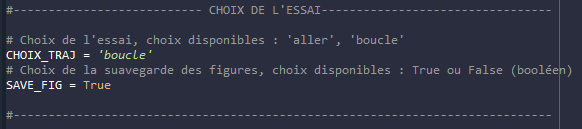 #--------------------------- CHOIX DE L'ESSAI---------------------------------
# Choix de l'essai, choix disponibles : 'aller', 'boucle'
CHOIX_TRAJ = 'boucle'
# Choix de la suavegarde des figures, choix disponibles : True ou False (booléen)
SAVE_FIG = True
#------------------------------------------------------------------------------